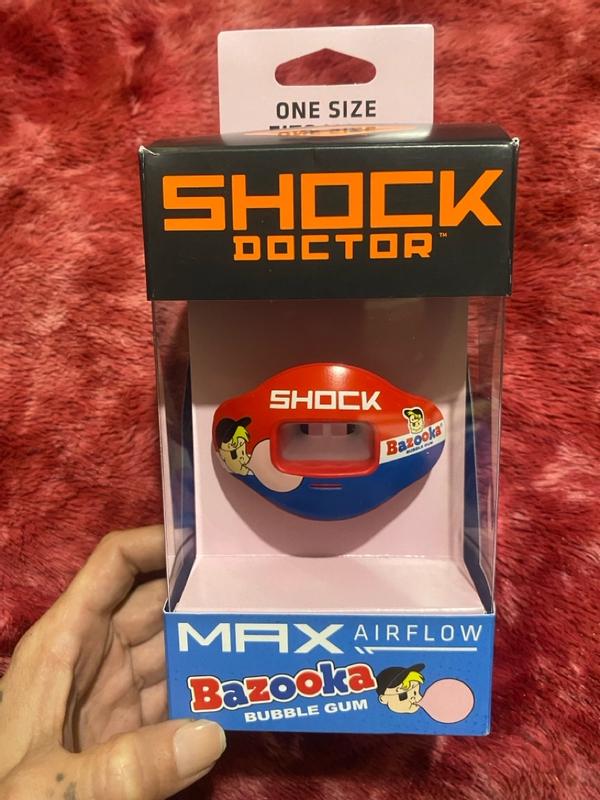 ONE SIZE
SHOCK
DOCTOR™
SHOCK
Bazooka
BUBBLE GUM
MAX AIRFLOW
Bazooka
BUBBLE GUM